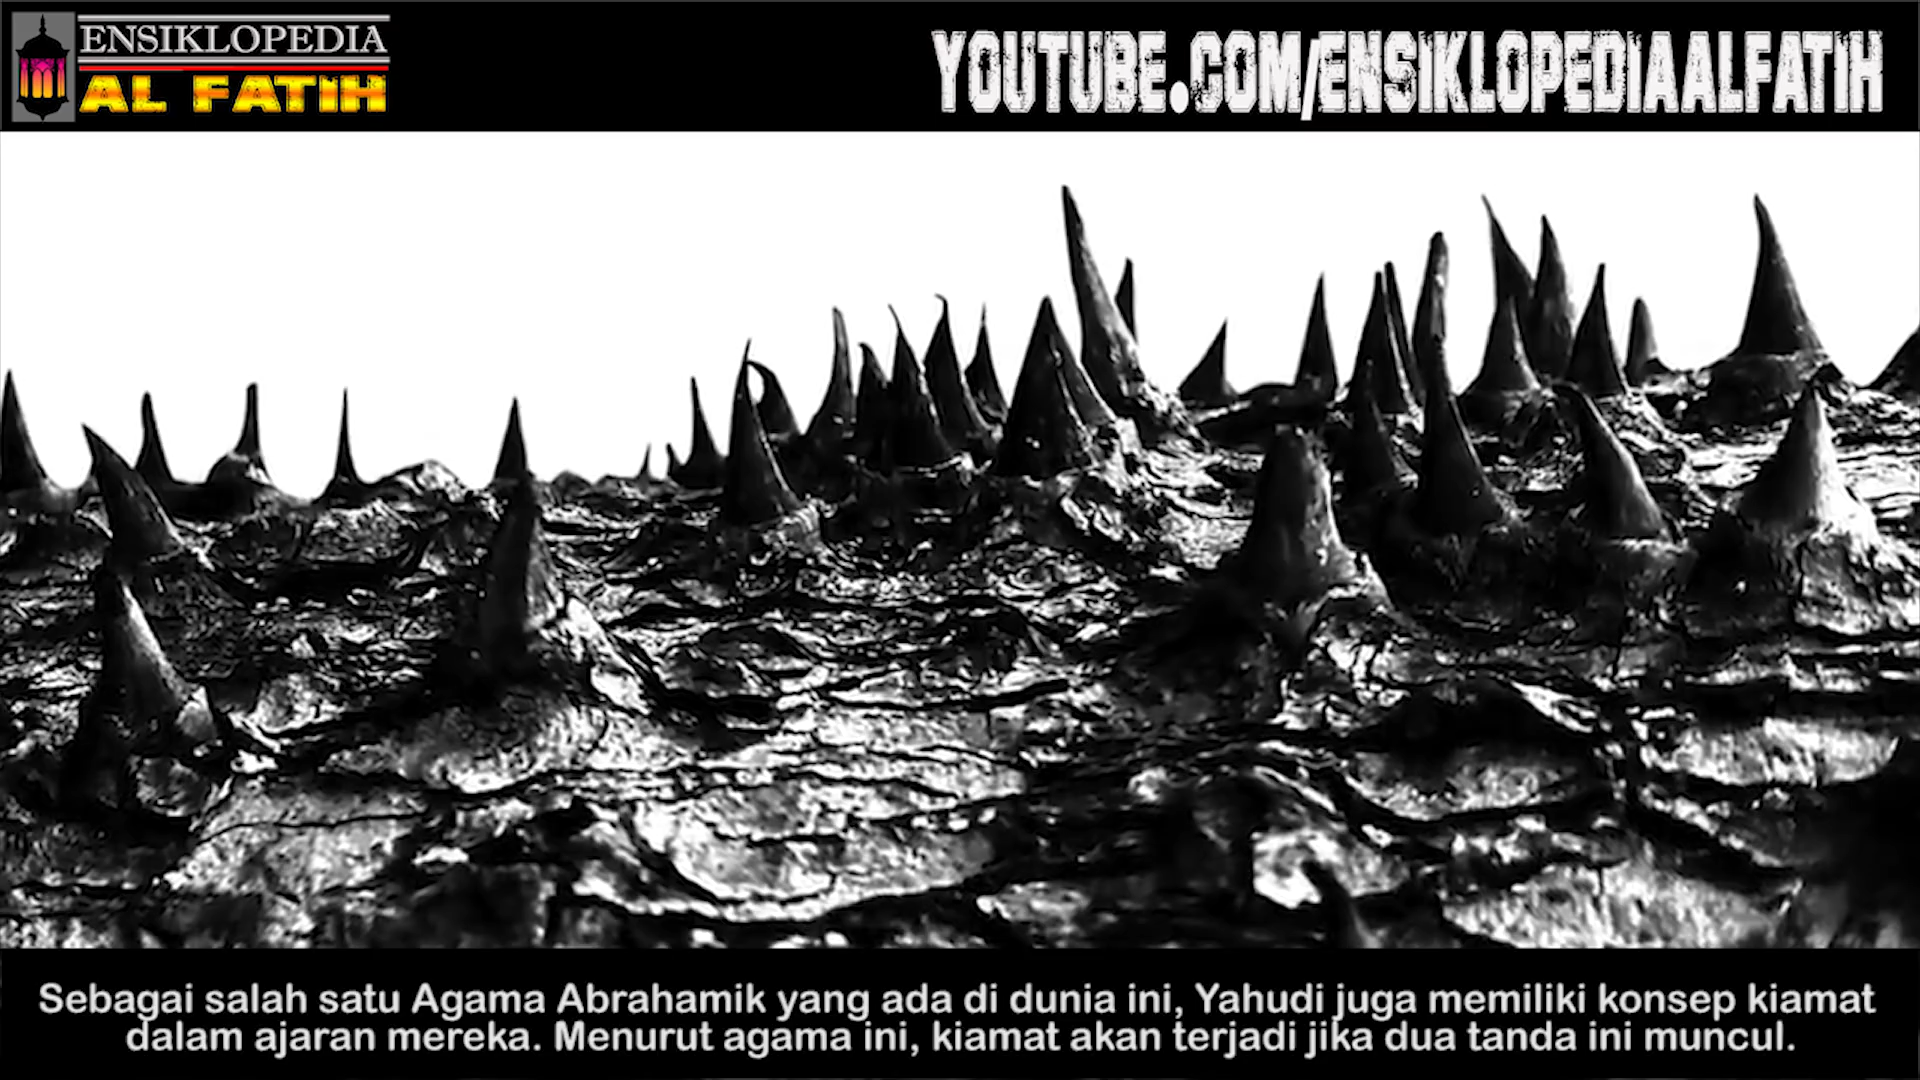 ENSIKLOPEDIA
AL FATIH
YOUTUBE.COM/ENSIKLOPEDIAALFATIH
Sebagai salah satu Agama Abrahamik yang ada di dunia ini, Yahudi juga memiliki konsep kiamat
dalam ajaran mereka. Menurut agama ini, kiamat akan terjadi jika dua tanda ini muncul.